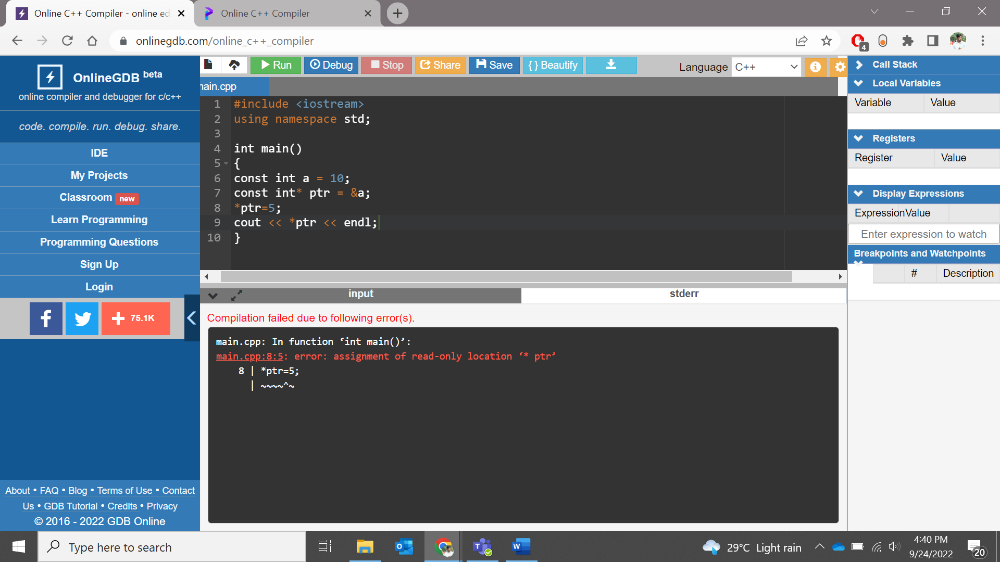 Online C++ Compiler - online ed
Online C++ Compiler
onlinegdb.com/online_c++_compiler
4
OnlineGDB beta
online compiler and debugger for c/c++
code. compile. run. debug. share.
IDE
My Projects
Classroom new
Learn Programming
Programming Questions
Sign Up
Login
f
75.1K
About • FAQ • Blog • Terms of Use • Contact
Us • GDB Tutorial • Credits • Privacy
© 2016 - 2022 GDB Online
Run Debug Stop Share Save {} Beautify
Language C++
main.cpp
1 #include <iostream>
2 using namespace std;
3
4 int main()
5 {
6 const int a = 10;
7 const int* ptr = &a;
8 *ptr=5;
9 cout << *ptr << endl;
10 }
input stderr
Compilation failed due to following error(s).
main.cpp: In function ‘int main()’:
main.cpp:8:5: error: assignment of read-only location ‘* ptr’
8 | *ptr=5;
| ~~~~^~
Call Stack
Local Variables
Variable Value
Registers
Register Value
Display Expressions
Expression Value
Enter expression to watch
Breakpoints and Watchpoints
# Description
Type here to search
29°C Light rain
4:40 PM
9/24/2022
20